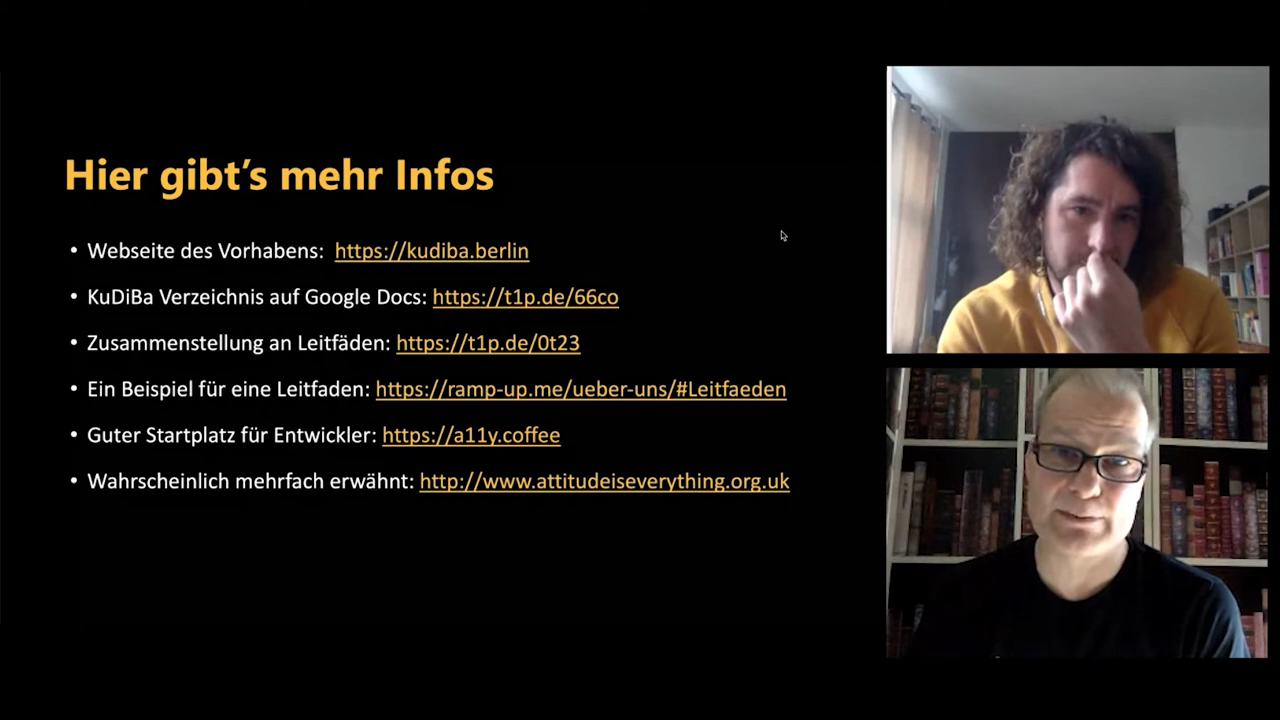 Hier gibt’s mehr Infos
• Webseite des Vorhabens: https://kudiba.berlin
• KuDiBa Verzeichnis auf Google Docs: https://t1p.de/66co
• Zusammenstellung an Leitfäden: https://t1p.de/0t23
• Ein Beispiel für eine Leitfaden: https://ramp-up.me/ueber-uns/#Leitfaeden
• Guter Startplatz für Entwickler: https://a11y.coffee
• Wahrscheinlich mehrfach erwähnt: http://www.attitudeiseverything.org.uk